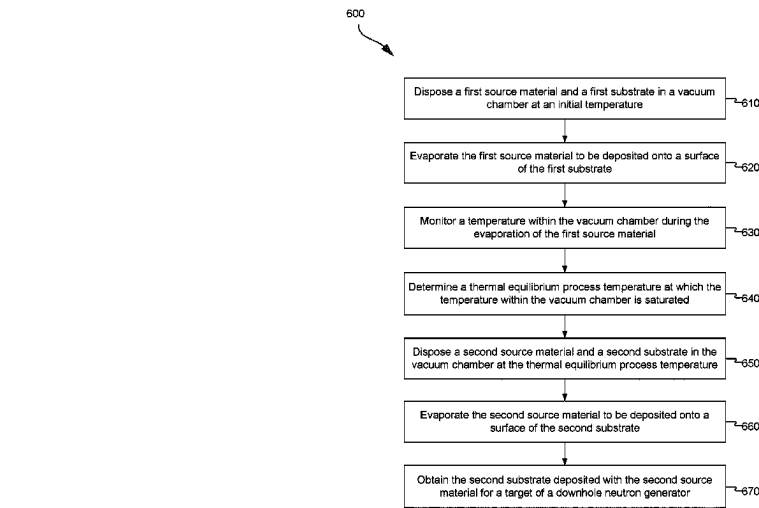 600
Dispose a first source material and a first substrate in a vacuum
chamber at an initial temperature
610
Evaporate the first source material to be deposited onto a surface
of the first substrate
620
Monitor a temperature within the vacuum chamber during the
evaporation of the first source material
630
Determine a thermal equilibrium process temperature at which the
temperature within the vacuum chamber is saturated
640
Dispose a second source material and a second substrate in the
vacuum chamber at the thermal equilibrium process temperature
650
Evaporate the second source material to be deposited onto a
surface of the second substrate
660
Obtain the second substrate deposited with the second source
material for a target of a downhole neutron generator
670